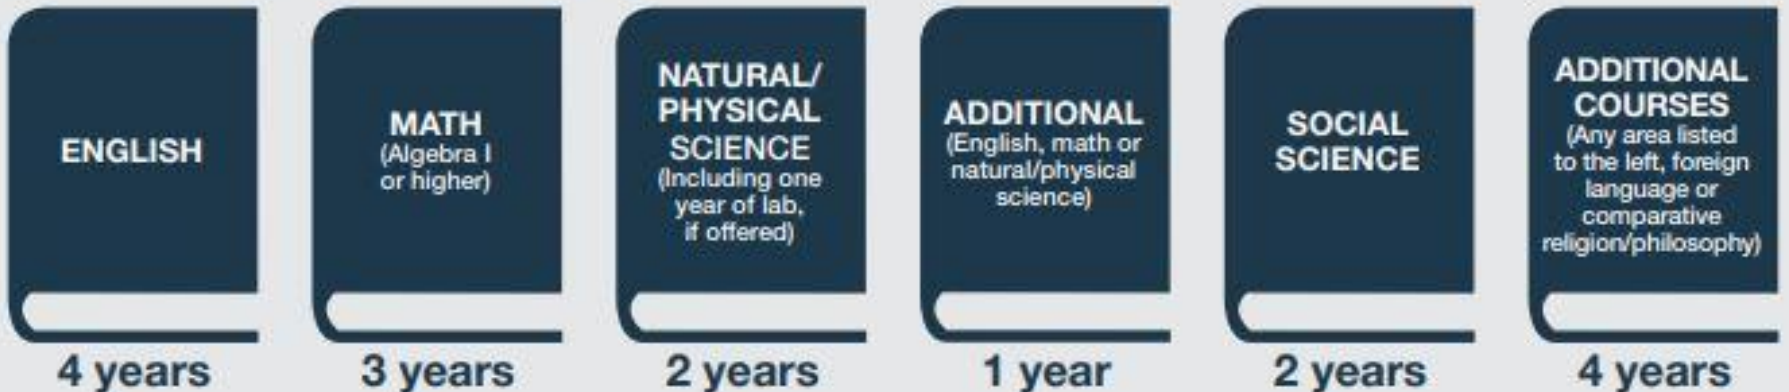 ENGLISH
4 years
MATH
(Algebra I
or higher)
3 years
NATURAL/
PHYSICAL
SCIENCE
(Including one
year of lab,
if offered)
2 years
ADDITIONAL
(English, math or
natural/physical
science)
1 year
SOCIAL
SCIENCE
2 years
ADDITIONAL
COURSES
(Any area listed
to the left, foreign
language or
comparative
religion/philosophy)
4 years